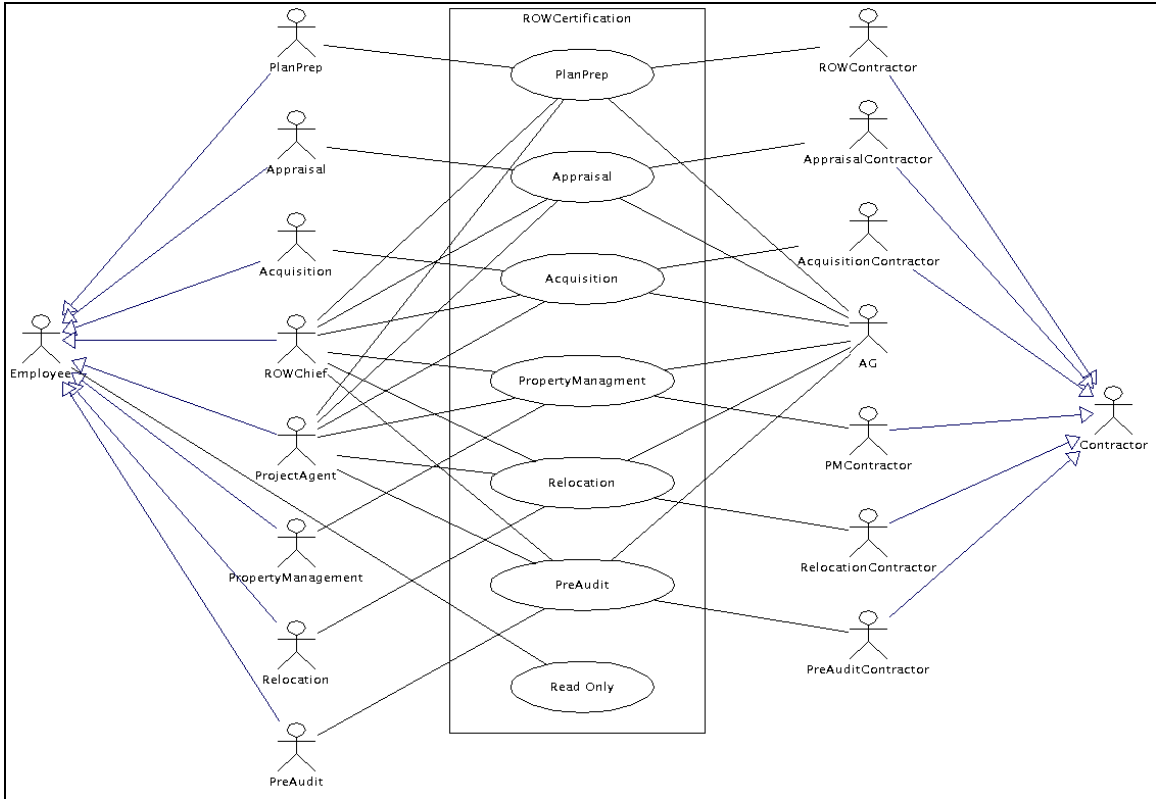 ROWCertification
PlanPrep
PlanPrep
ROWContractor
Appraisal
Appraisal
AppraisalContractor
Acquisition
Acquisition
AcquisitionContractor
Employee
ROWChief
AG
PropertyManagment
Contractor
ProjectAgent
PMContractor
Relocation
PropertyManagement
RelocationContractor
PreAudit
Relocation
PreAuditContractor
Read Only
PreAudit